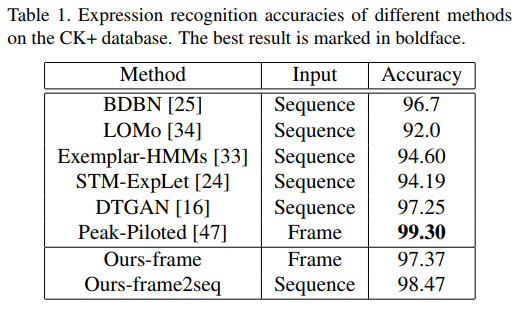 Table 1. Expression recognition accuracies of different methods
on the CK+ database. The best result is marked in boldface.
Method Input Accuracy
BDBN [25] Sequence 96.7
LOMo [34] Sequence 92.0
Exemplar-HMMs [33] Sequence 94.60
STM-ExpLet [24] Sequence 94.19
DTGAN [16] Sequence 97.25
Peak-Piloted [47] Frame 99.30
Ours-frame Frame 97.37
Ours-frame2seq Sequence 98.47